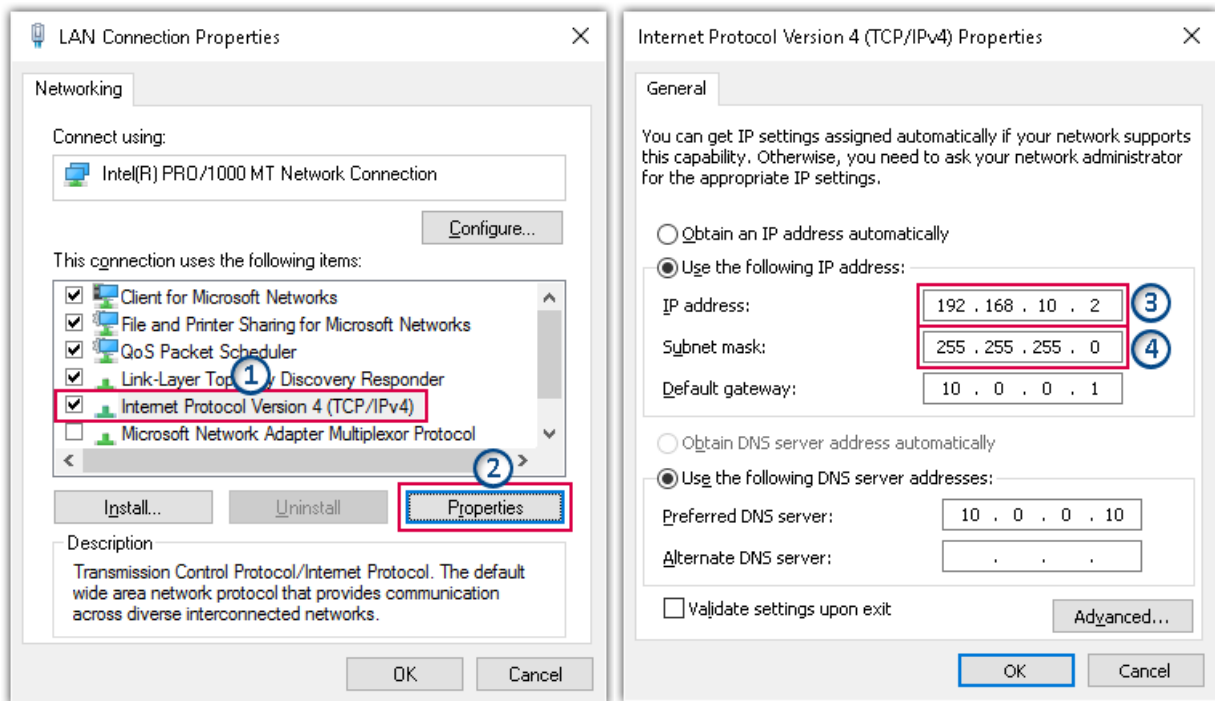 LAN Connection Properties
Networking
Connect using:
Intel(R) PRO/1000 MT Network Connection
Configure...
This connection uses the following items:
Client for Microsoft Networks
File and Printer Sharing for Microsoft Networks
QoS Packet Scheduler
1
Link-Layer Top y Discovery Responder
Internet Protocol Version 4 (TCP/IPv4)
Microsoft Network Adapter Multiplexor Protocol
2
Install...
Uninstall
Properties
Description
Transmission Control Protocol/Internet Protocol. The default
wide area network protocol that provides communication
across diverse interconnected networks.
OK
Cancel
Internet Protocol Version 4 (TCP/IPv4) Properties
General
You can get IP settings assigned automatically if your network supports
this capability. Otherwise, you need to ask your network administrator
for the appropriate IP settings.
Obtain an IP address automatically
Use the following IP address:
IP address:
192 . 168 . 10 . 2
3
Subnet mask:
255 . 255 . 255 . 0
4
Default gateway:
10 . 0 . 0 . 1
Obtain DNS server address automatically
Use the following DNS server addresses:
Preferred DNS server:
10 . 0 . 0 . 10
Alternate DNS server:
. . .
Validate settings upon exit
Advanced...
OK
Cancel